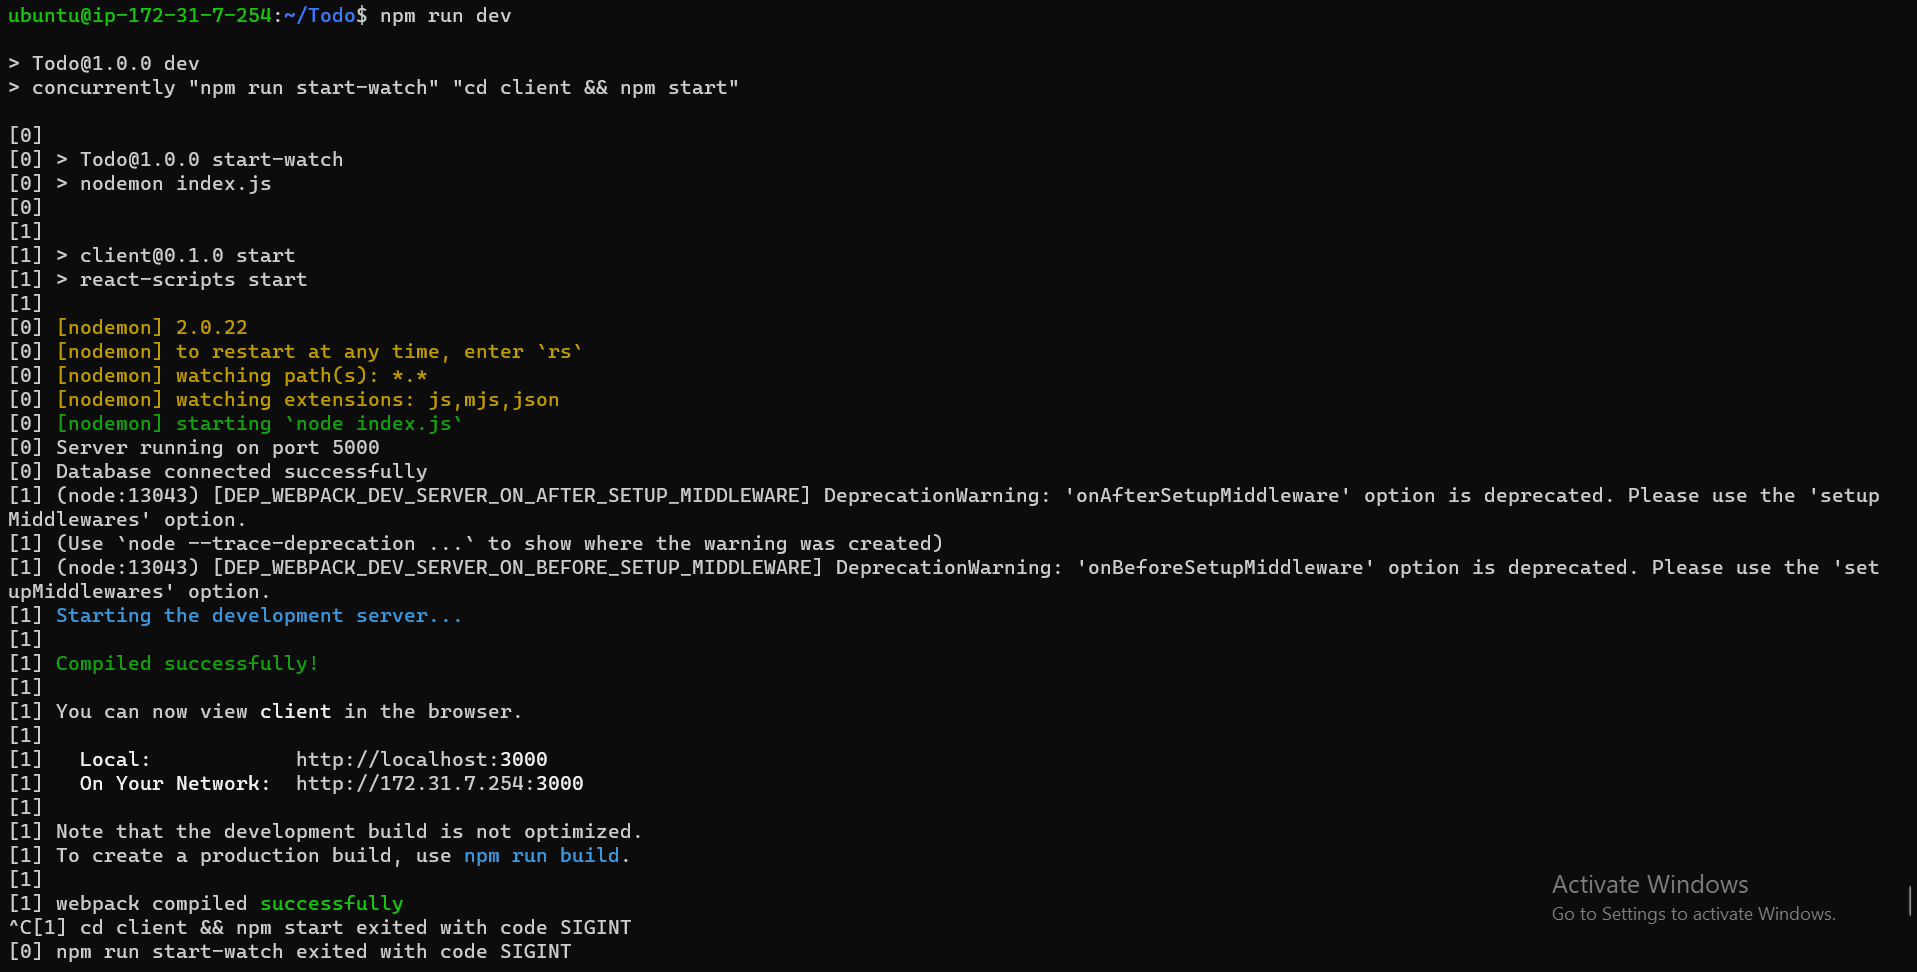 ubuntu@ip-172-31-7-254:~/Todo$ npm run dev
> Todo@1.0.0 dev
> concurrently "npm run start-watch" "cd client && npm start"
[0]
[0] > Todo@1.0.0 start-watch
[0] > nodemon index.js
[0]
[1]
[1] > client@0.1.0 start
[1] > react-scripts start
[1]
[0] [nodemon] 2.0.22
[0] [nodemon] to restart at any time, enter `rs`
[0] [nodemon] watching path(s): *.*
[0] [nodemon] watching extensions: js,mjs,json
[0] [nodemon] starting `node index.js`
[0] Server running on port 5000
[0] Database connected successfully
[1] (node:13043) [DEP_WEBPACK_DEV_SERVER_ON_AFTER_SETUP_MIDDLEWARE] DeprecationWarning: 'onAfterSetupMiddleware' option is deprecated. Please use the 'setup
Middlewares' option.
[1] (Use `node --trace-deprecation ...` to show where the warning was created)
[1] (node:13043) [DEP_WEBPACK_DEV_SERVER_ON_BEFORE_SETUP_MIDDLEWARE] DeprecationWarning: 'onBeforeSetupMiddleware' option is deprecated. Please use the 'set
upMiddlewares' option.
[1] Starting the development server...
[1]
[1] Compiled successfully!
[1]
[1] You can now view client in the browser.
[1]
[1]   Local:            http://localhost:3000
[1]   On Your Network:  http://172.31.7.254:3000
[1]
[1] Note that the development build is not optimized.
[1] To create a production build, use npm run build.
[1]
[1] webpack compiled successfully
^C[1] cd client && npm start exited with code SIGINT
[0] npm run start-watch exited with code SIGINT
Activate Windows
Go to Settings to activate Windows.